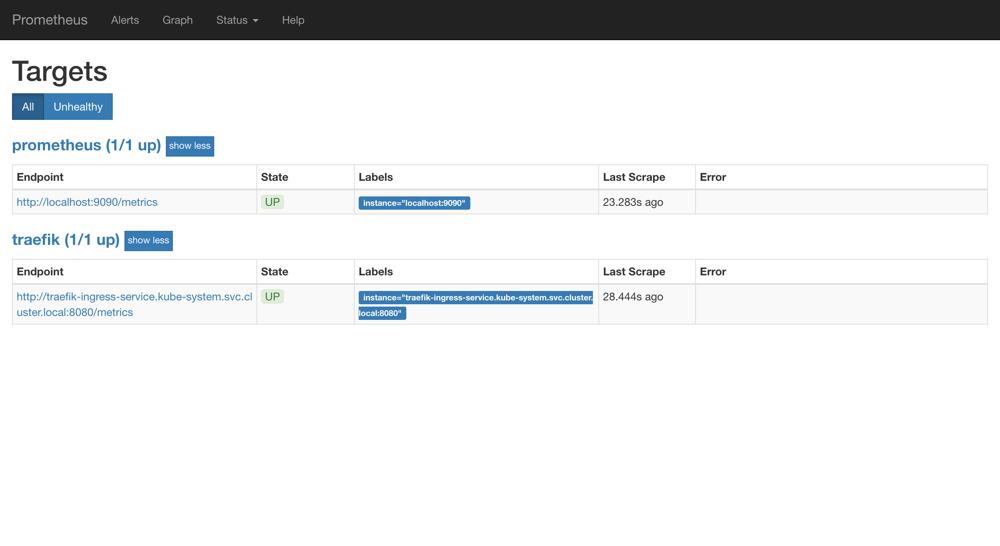 Prometheus Alerts Graph Status Help
Targets
All Unhealthy
prometheus (1/1 up) show less
Endpoint State Labels Last Scrape Error
http://localhost:9090/metrics UP instance="localhost:9090" 23.283s ago
traefik (1/1 up) show less
Endpoint State Labels Last Scrape Error
http://traefik-ingress-service.kube-system.svc.cl UP instance="traefik-ingress-service.kube-system.svc.cluster. 28.444s ago
uster.local:8080/metrics local:8080"